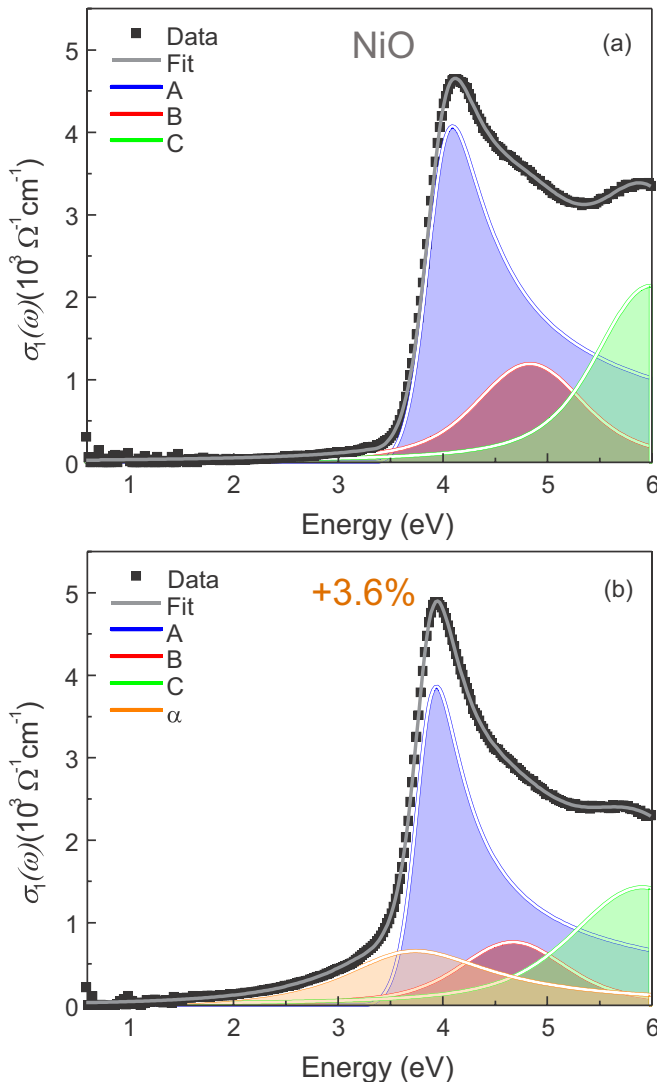 NiO
(a)
Data
Fit
A
B
C
5
4
3
2
1
0
σ₁(ω)(10³ Ω⁻¹cm⁻¹)
1 2 3 4 5 6
Energy (eV)
+3.6%
(b)
Data
Fit
A
B
C
α
5
4
3
2
1
0
σ₁(ω)(10³ Ω⁻¹cm⁻¹)
1 2 3 4 5 6
Energy (eV)